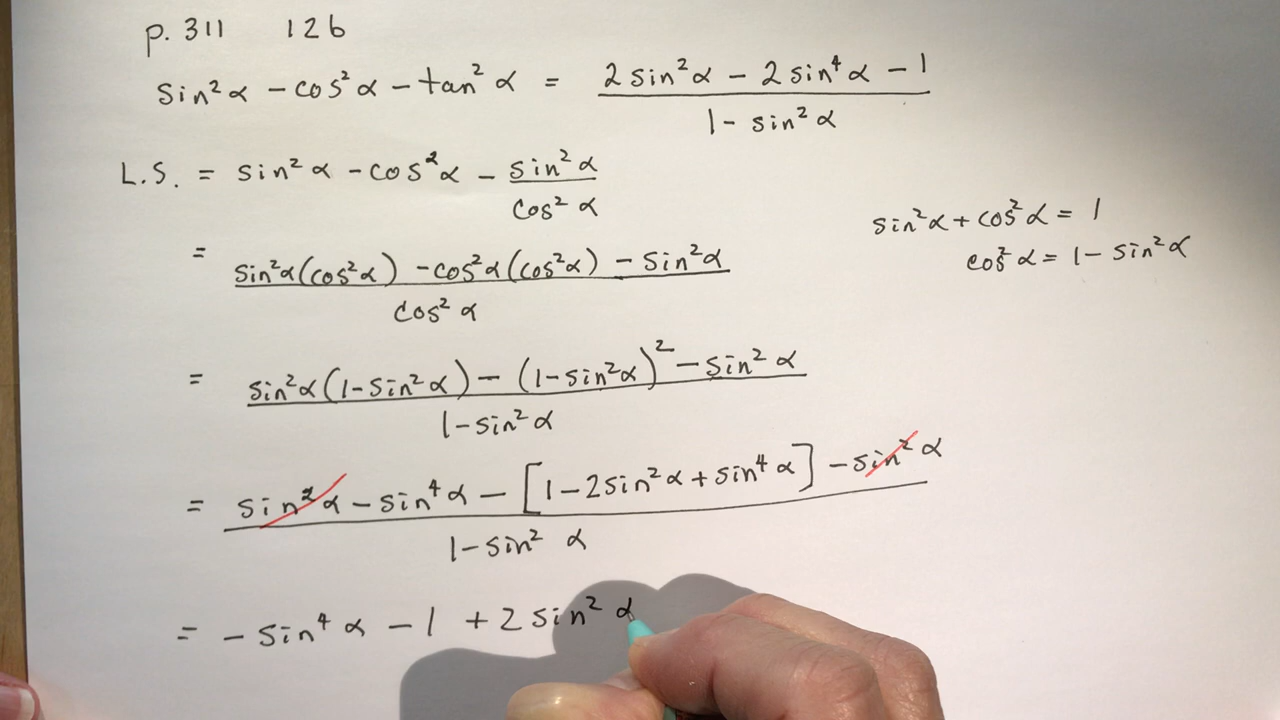 p. 311 12b
sin²α − cos²α − tan²α = (2sin²α − 2sin⁴α − 1) / (1 − sin²α)
L.S. = sin²α − cos²α − sin²α / cos²α
sin²α + cos²α = 1
cos²α = 1 − sin²α
= (sin²α(cos²α) − cos²α(cos²α) − sin²α) / cos²α
= (sin²α(1 − sin²α) − (1 − sin²α)² − sin²α) / (1 − sin²α)
= (sin²α − sin⁴α − [1 − 2sin²α + sin⁴α] − sin²α) / (1 − sin²α)
= − sin⁴α − 1 + 2sin²α